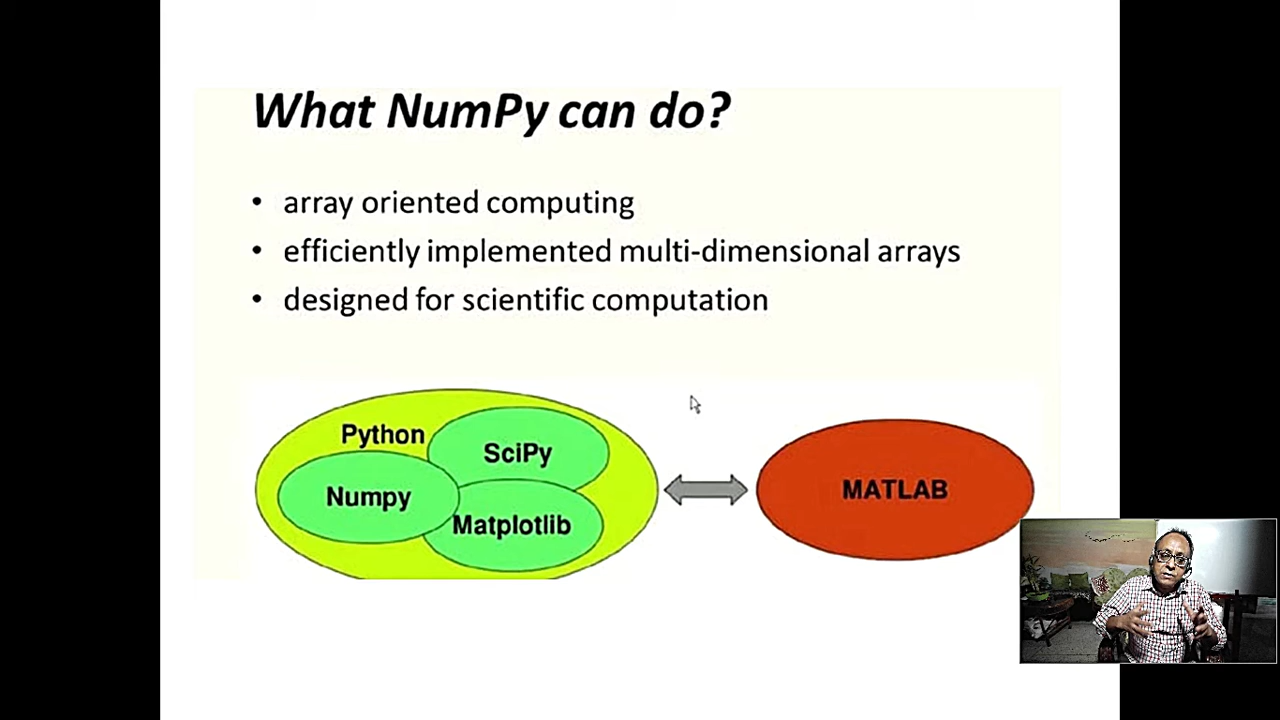 What NumPy can do?
• array oriented computing
• efficiently implemented multi-dimensional arrays
• designed for scientific computation
Python
SciPy
Numpy
Matplotlib
MATLAB